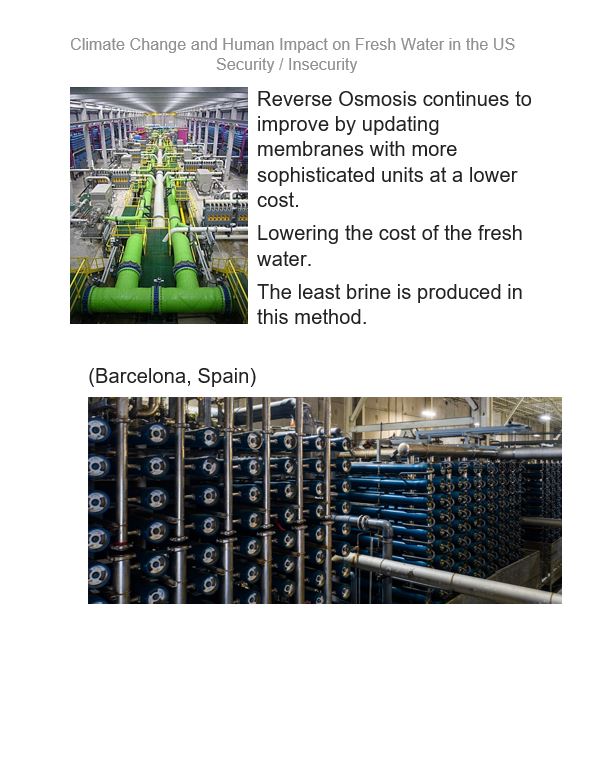 Climate Change and Human Impact on Fresh Water in the US
Security / Insecurity
Reverse Osmosis continues to
improve by updating
membranes with more
sophisticated units at a lower
cost.
Lowering the cost of the fresh
water.
The least brine is produced in
this method.
(Barcelona, Spain)